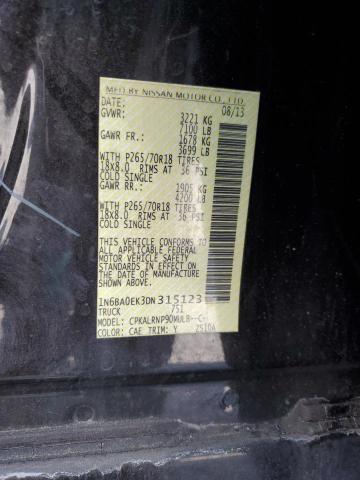 MFD BY NISSAN MOTOR CO., LTD.
DATE: 08/13
GVWR: 3221 KG
7100 LB
GAWR FR.: 1678 KG
3699 LB
WITH P265/70R18 TIRES
18X8.0 RIMS AT 36 PSI
COLD SINGLE
GAWR RR.: 1905 KG
4200 LB
WITH P265/70R18 TIRES
18X8.0 RIMS AT 36 PSI
COLD SINGLE
THIS VEHICLE CONFORMS
TO ALL APPLICABLE FEDERAL
MOTOR VEHICLE SAFETY
STANDARDS IN EFFECT ON THE
DATE OF MANUFACTURE
SHOWN ABOVE.
1N6BA0EK3DN315123
TRUCK 751
MODEL: CPKALRNP90MULB--C-
COLOR: CAE TRIM: Y